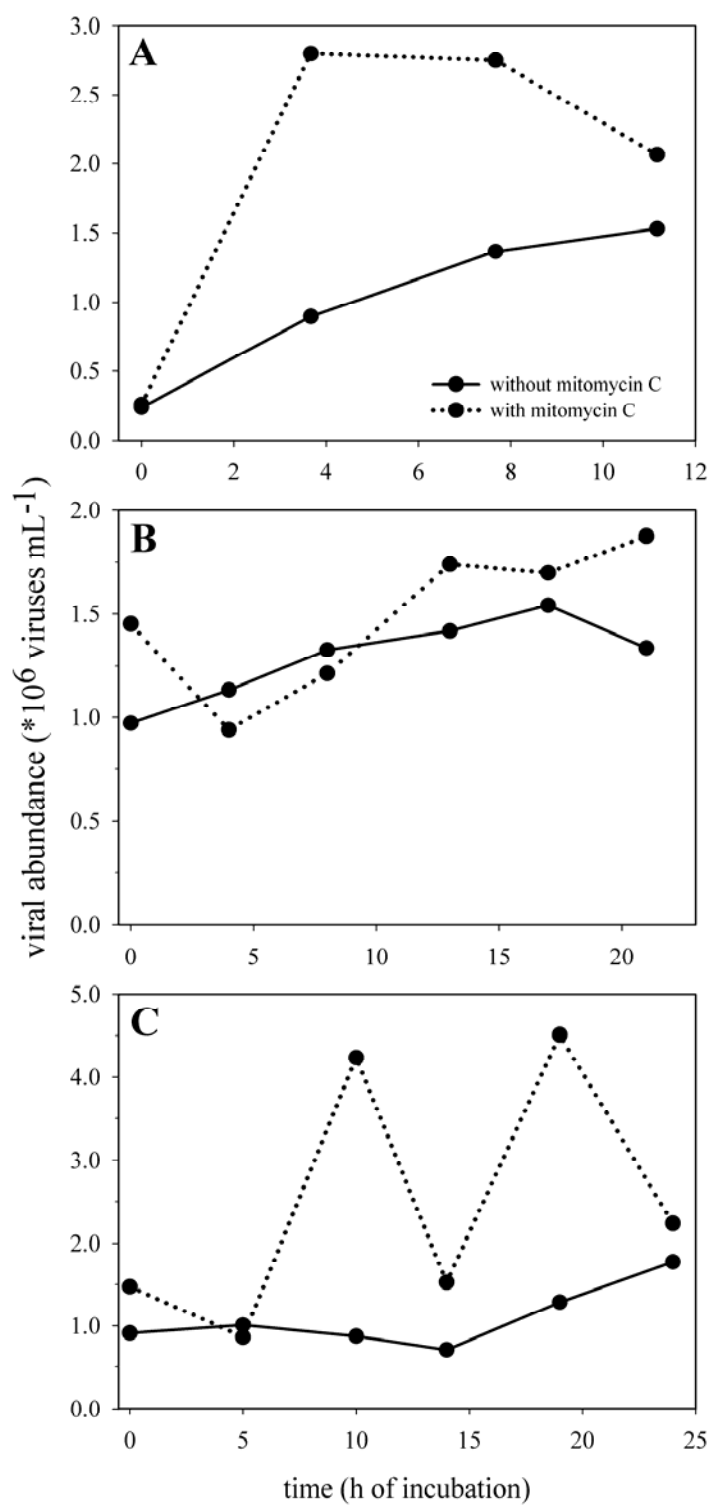 A
3.0
2.5
2.0
1.5
1.0
0.5
0.0
without mitomycin C
with mitomycin C
0 2 4 6 8 10 12
viral abundance (*10⁶ viruses mL⁻¹)
B
2.0
1.5
1.0
0.5
0.0
0 5 10 15 20
C
5.0
4.0
3.0
2.0
1.0
0.0
0 5 10 15 20 25
time (h of incubation)